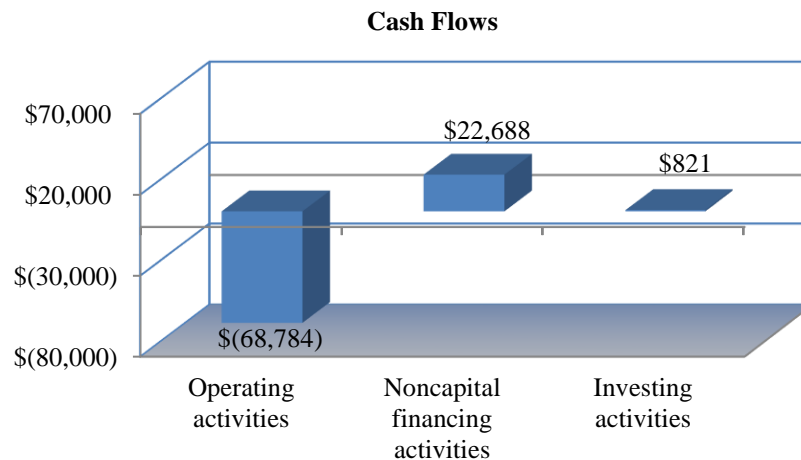 Cash Flows
$70,000
$20,000
$(30,000)
$(80,000)
$(68,784)
$22,688
$821
Operating
activities
Noncapital
financing
activities
Investing
activities